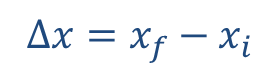 Δx = x_f − x_i